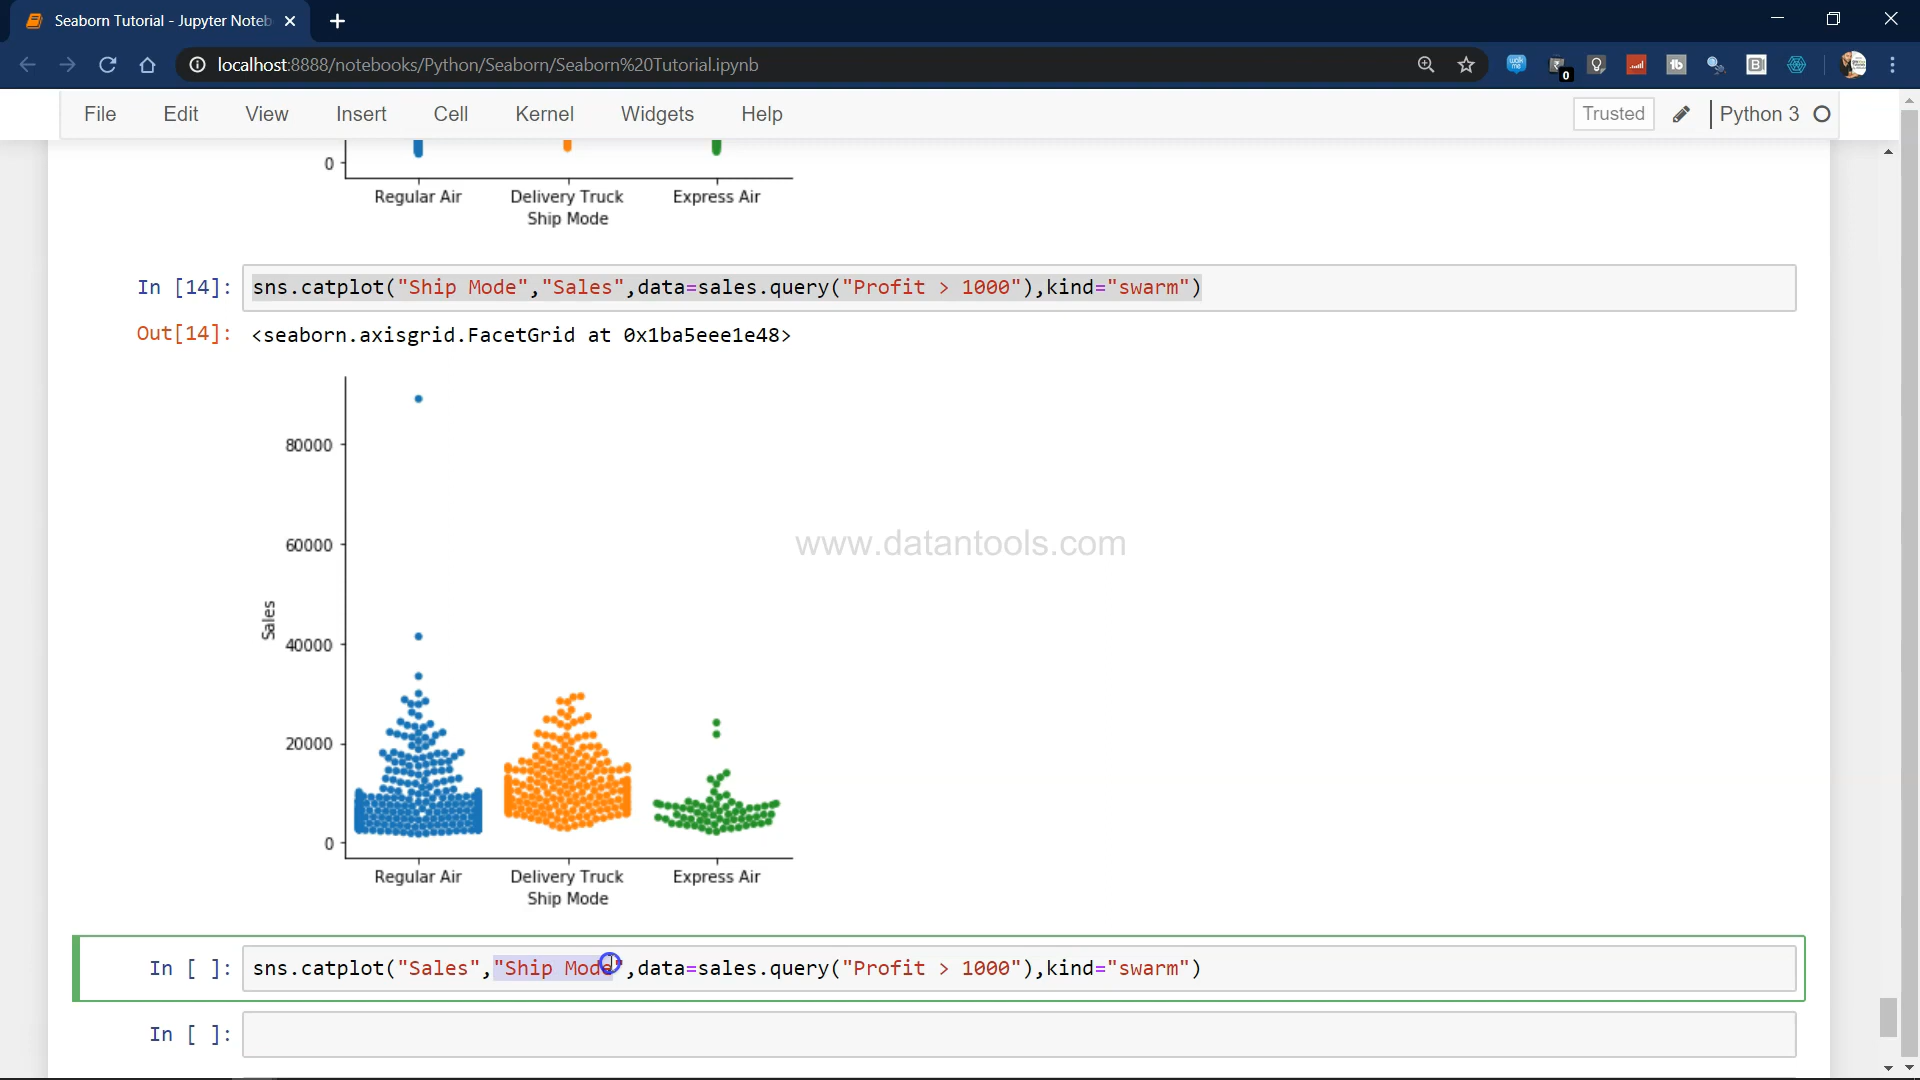 Seaborn Tutorial - Jupyter Noteb
localhost:8888/notebooks/Python/Seaborn/Seaborn%20Tutorial.ipynb
0
File Edit View Insert Cell Kernel Widgets Help Trusted Python 3
0
Regular Air Delivery Truck Express Air
Ship Mode
In [14]: sns.catplot("Ship Mode","Sales",data=sales.query("Profit > 1000"),kind="swarm")
Out[14]: <seaborn.axisgrid.FacetGrid at 0x1ba5eee1e48>
80000
60000
www.datantools.com
Sales
40000
20000
0
Regular Air Delivery Truck Express Air
Ship Mode
In [ ]: sns.catplot("Sales","Ship Mode",data=sales.query("Profit > 1000"),kind="swarm")
In [ ]: